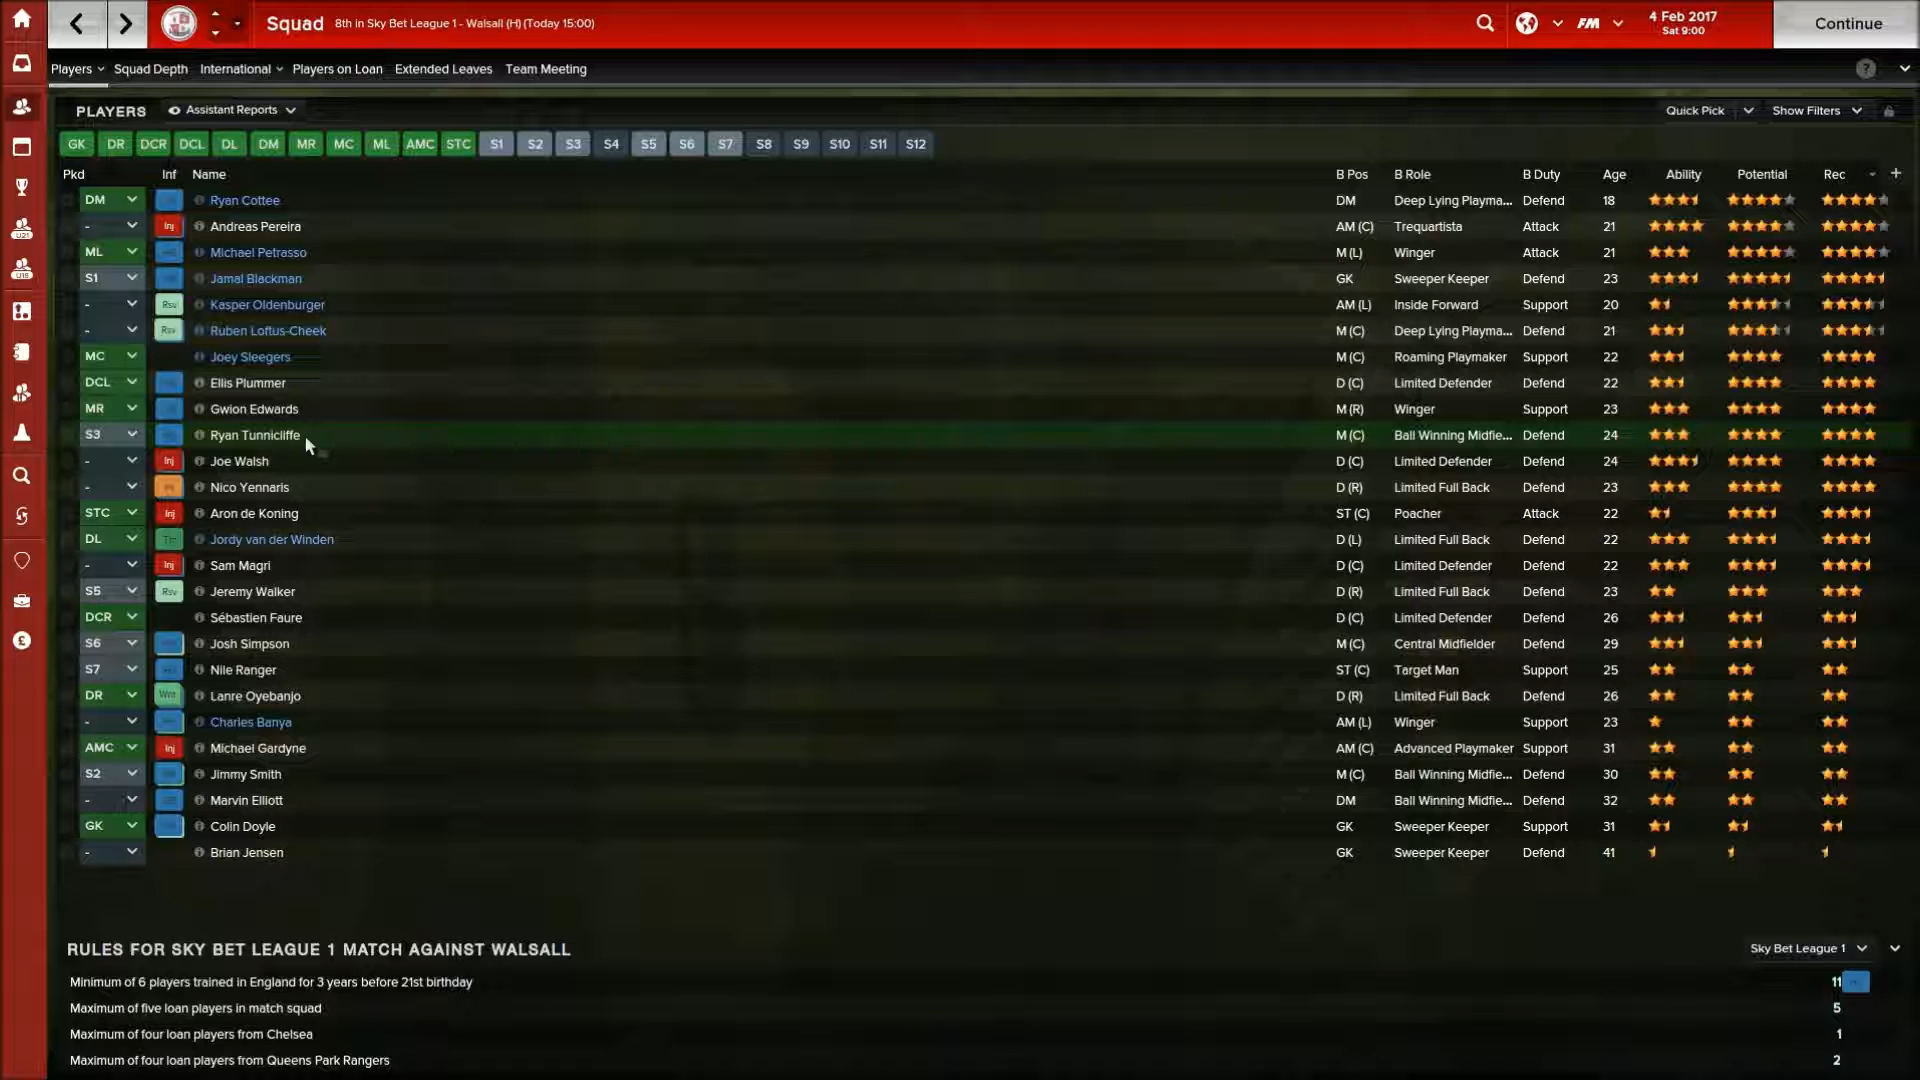 Squad 8th in Sky Bet League 1 - Walsall (H) (Today 15:00) FM 4 Feb 2017 Continue
Sat 9:00
Players Squad Depth International Players on Loan Extended Leaves Team Meeting ?
PLAYERS Assistant Reports Quick Pick Show Filters
GK DR DCR DCL DL DM MR MC ML AMC STC S1 S2 S3 S4 S5 S6 S7 S8 S9 S10 S11 S12
Pkd Inf Name B Pos B Role B Duty Age Ability Potential Rec +
DM Ryan Cottee DM Deep Lying Playma... Defend 18
- Inj Andreas Pereira AM (C) Trequartista Attack 21
ML Michael Petrasso M (L) Winger Attack 21
S1 Jamal Blackman GK Sweeper Keeper Defend 23
- Rsv Kasper Oldenburger AM (L) Inside Forward Support 20
- Rsv Ruben Loftus-Cheek M (C) Deep Lying Playma... Defend 21
MC Joey Sleegers M (C) Roaming Playmaker Support 22
DCL Ellis Plummer D (C) Limited Defender Defend 22
MR Gwion Edwards M (R) Winger Support 23
S3 Ryan Tunnicliffe M (C) Ball Winning Midfie... Defend 24
- Inj Joe Walsh D (C) Limited Defender Defend 24
- Nico Yennaris D (R) Limited Full Back Defend 23
STC Inj Aron de Koning ST (C) Poacher Attack 22
DL Jordy van der Winden D (L) Limited Full Back Defend 22
- Inj Sam Magri D (C) Limited Defender Defend 22
S5 Rsv Jeremy Walker D (R) Limited Full Back Defend 23
DCR Sébastien Faure D (C) Limited Defender Defend 26
S6 Josh Simpson M (C) Central Midfielder Defend 29
S7 Nile Ranger ST (C) Target Man Support 25
DR Wnt Lanre Oyebanjo D (R) Limited Full Back Defend 26
- Charles Banya AM (L) Winger Support 23
AMC Inj Michael Gardyne AM (C) Advanced Playmaker Support 31
S2 Jimmy Smith M (C) Ball Winning Midfie... Defend 30
- Marvin Elliott DM Ball Winning Midfie... Defend 32
GK Colin Doyle GK Sweeper Keeper Support 31
- Brian Jensen GK Sweeper Keeper Defend 41
RULES FOR SKY BET LEAGUE 1 MATCH AGAINST WALSALL Sky Bet League 1
Minimum of 6 players trained in England for 3 years before 21st birthday 11
Maximum of five loan players in match squad 5
Maximum of four loan players from Chelsea 1
Maximum of four loan players from Queens Park Rangers 2